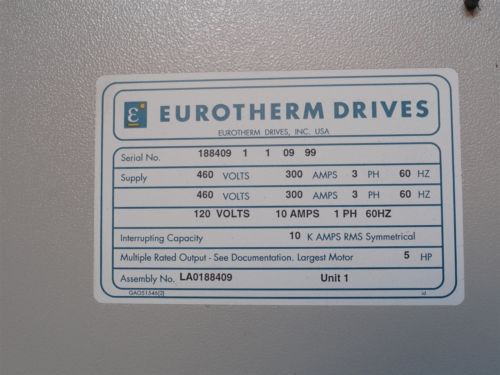 ε EUROTHERM DRIVES
EUROTHERM DRIVES, INC. USA
Serial No. 188409 1 1 09 99
Supply 460 VOLTS 300 AMPS 3 PH 60 HZ
460 VOLTS 300 AMPS 3 PH 60 HZ
120 VOLTS 10 AMPS 1 PH 60HZ
Interrupting Capacity 10 K AMPS RMS Symmetrical
Multiple Rated Output - See Documentation. Largest Motor 5 HP
Assembly No. LA0188409 Unit 1
GA051546(2) id